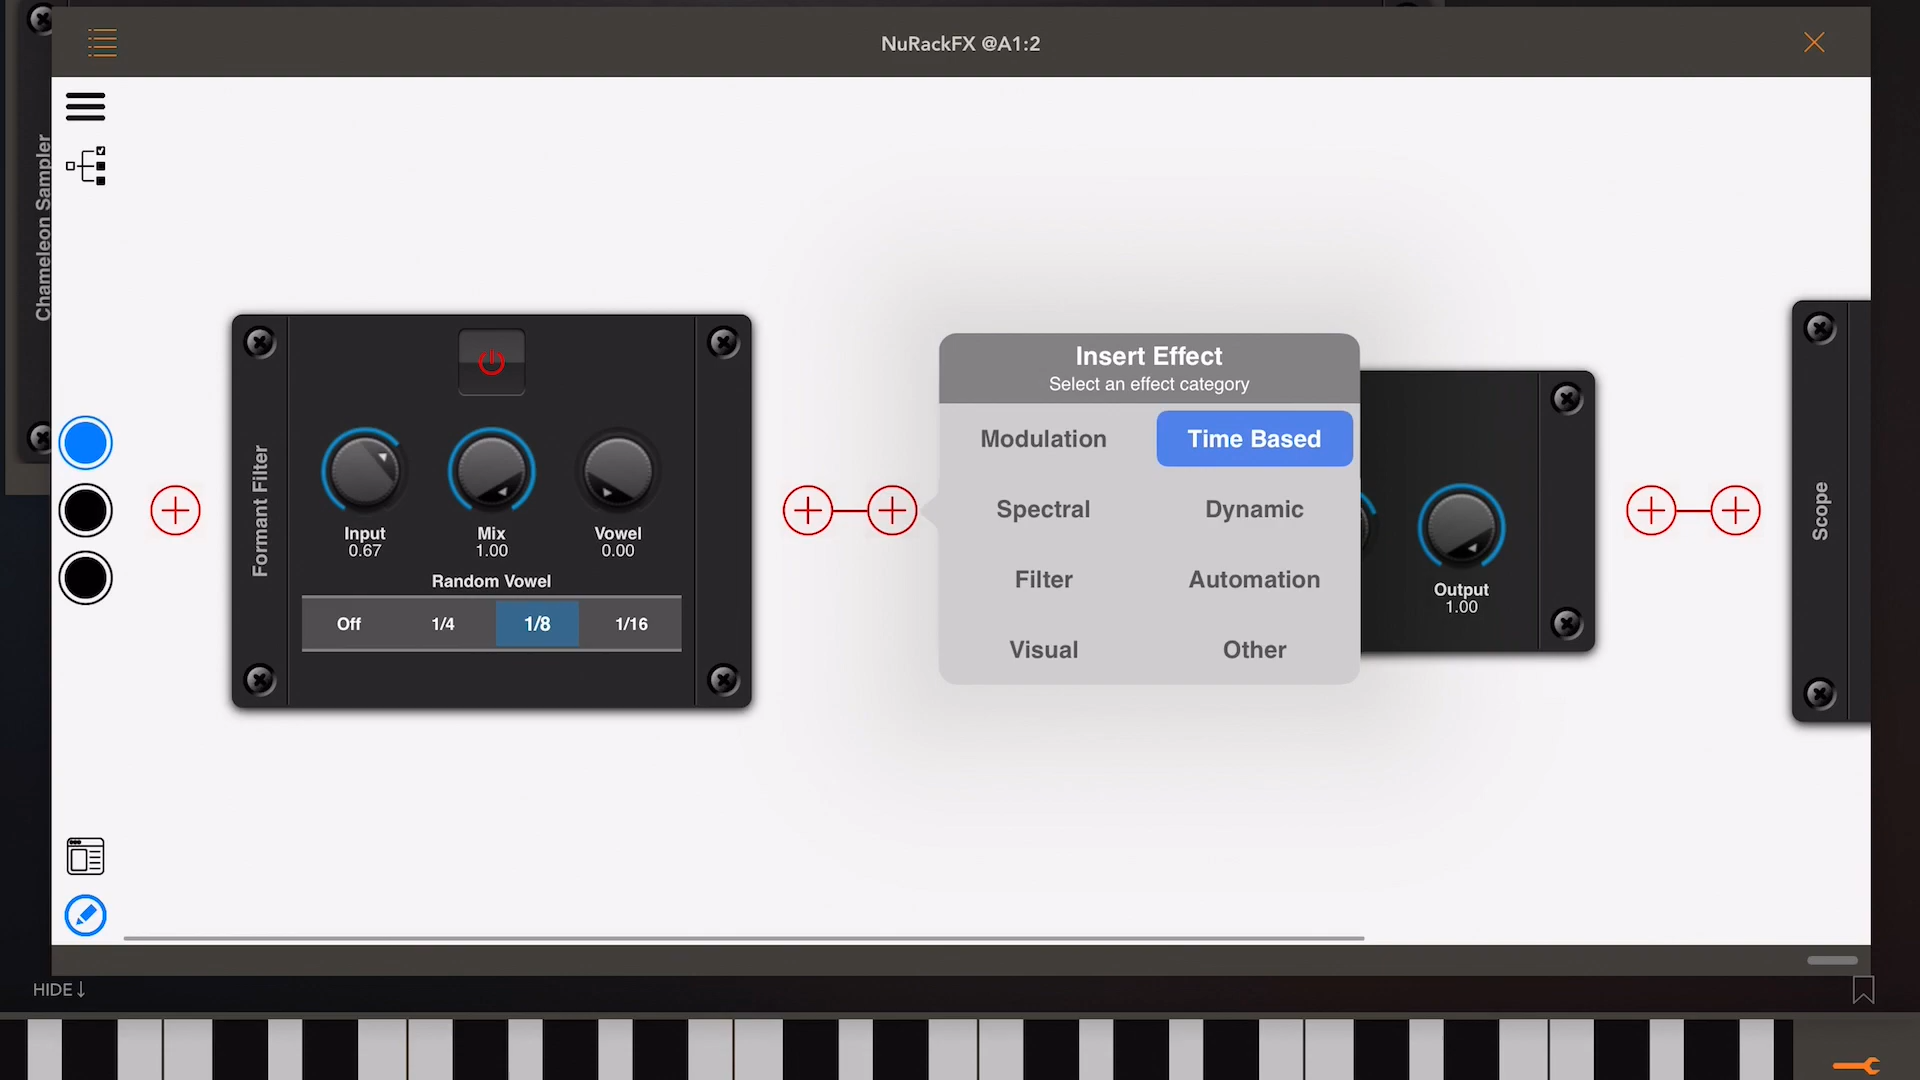 NuRackFX @A1:2
Chameleon Sampler
Formant Filter
Input
0.67
Mix
1.00
Vowel
0.00
Random Vowel
Off
1/4
1/8
1/16
Insert Effect
Select an effect category
Modulation
Time Based
Spectral
Dynamic
Filter
Automation
Visual
Other
Output
1.00
Scope
HIDE↓